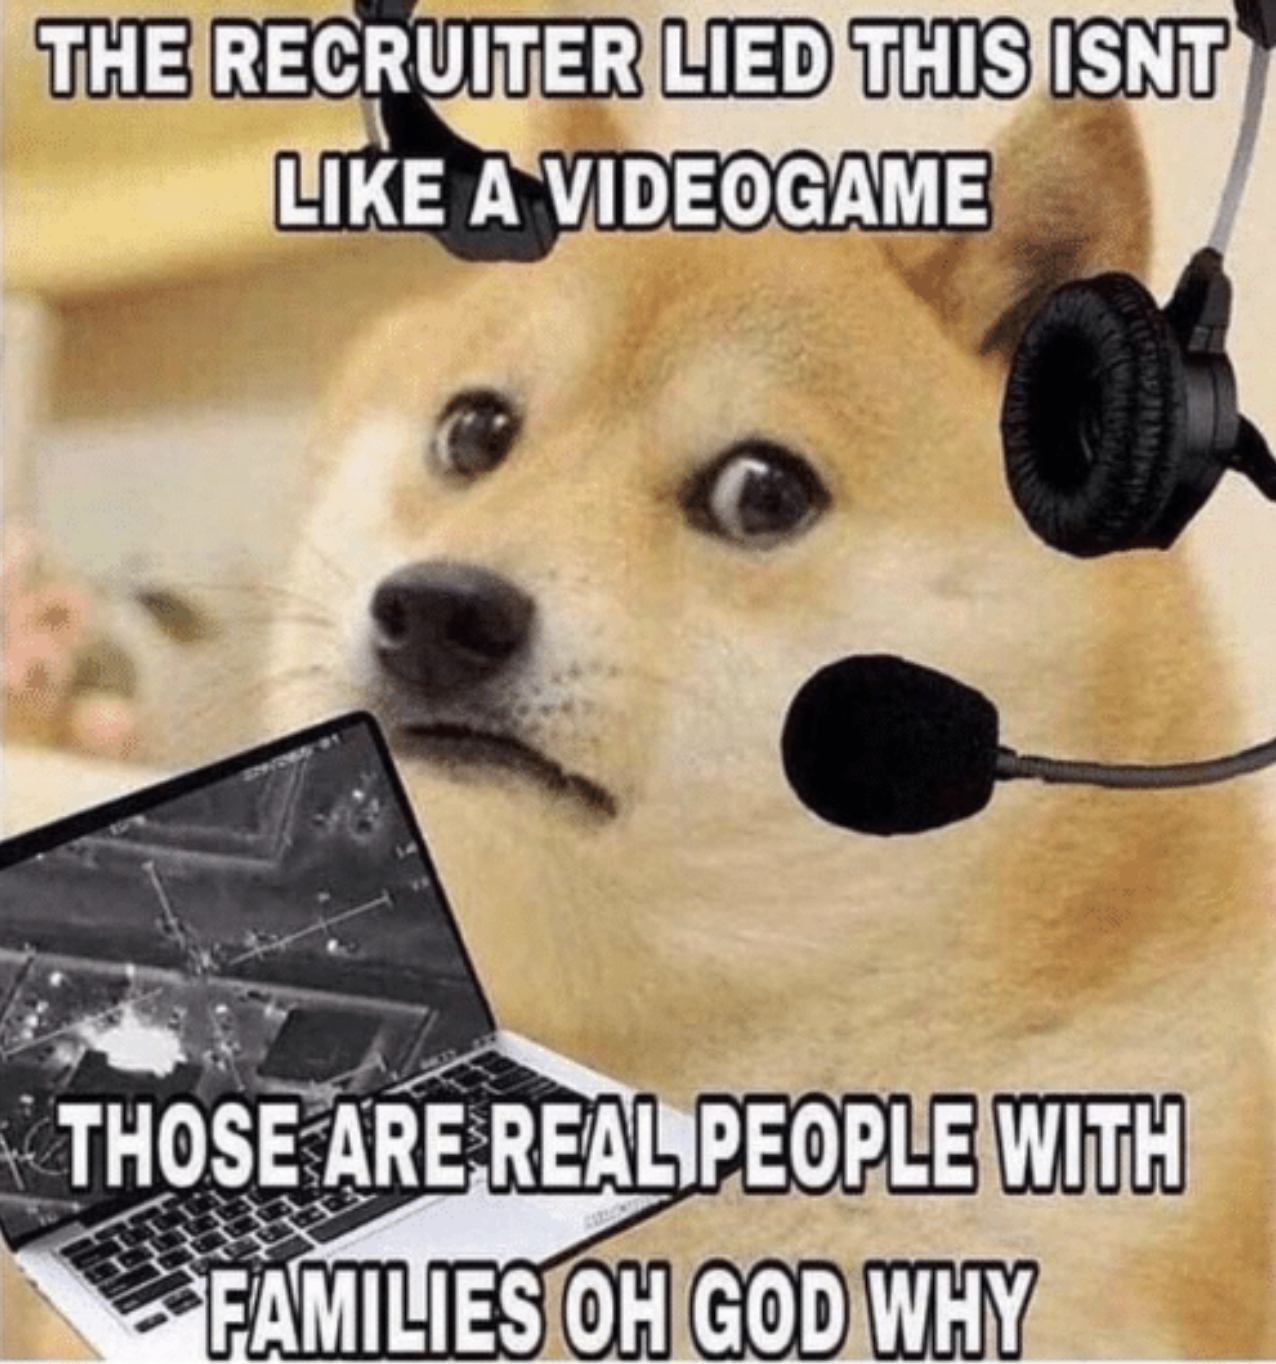 THE RECRUITER LIED THIS ISNT
LIKE A VIDEOGAME
THOSE ARE REAL PEOPLE WITH
FAMILIES OH GOD WHY